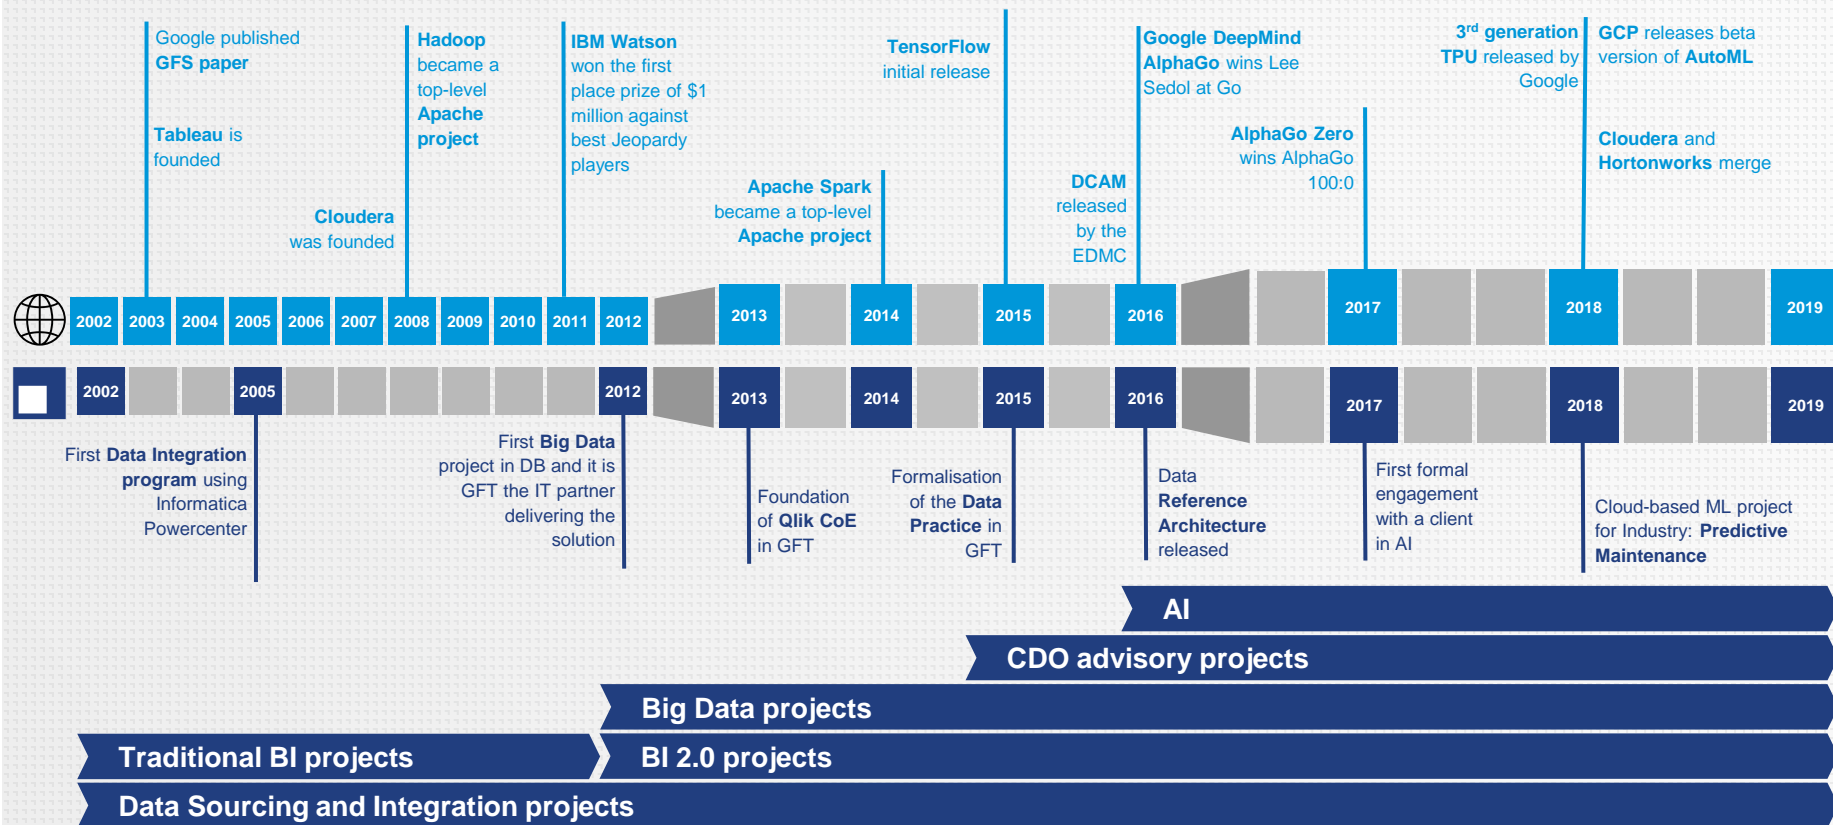 Google published
GFS paper
Tableau is
founded
Hadoop
became a
top-level
Apache
project
Cloudera
was founded
IBM Watson
won the first
place prize of $1
million against
best Jeopardy
players
Apache Spark
became a top-level
Apache project
TensorFlow
initial release
Google DeepMind
AlphaGo wins Lee
Sedol at Go
DCAM
released
by the
EDMC
AlphaGo Zero
wins AlphaGo
100:0
3rd generation
TPU released by
Google
GCP releases beta
version of AutoML
Cloudera and
Hortonworks merge
2002 2003 2004 2005 2006 2007 2008 2009 2010 2011 2012 2013 2014 2015 2016 2017 2018 2019
2002 2005 2012 2013 2014 2015 2016 2017 2018 2019
First Data Integration
program using
Informatica
Powercenter
First Big Data
project in DB and it is
GFT the IT partner
delivering the
solution
Foundation
of Qlik CoE
in GFT
Formalisation
of the Data
Practice in
GFT
Data
Reference
Architecture
released
First formal
engagement
with a client
in AI
Cloud-based ML project
for Industry: Predictive
Maintenance
AI
CDO advisory projects
Big Data projects
Traditional BI projects
BI 2.0 projects
Data Sourcing and Integration projects